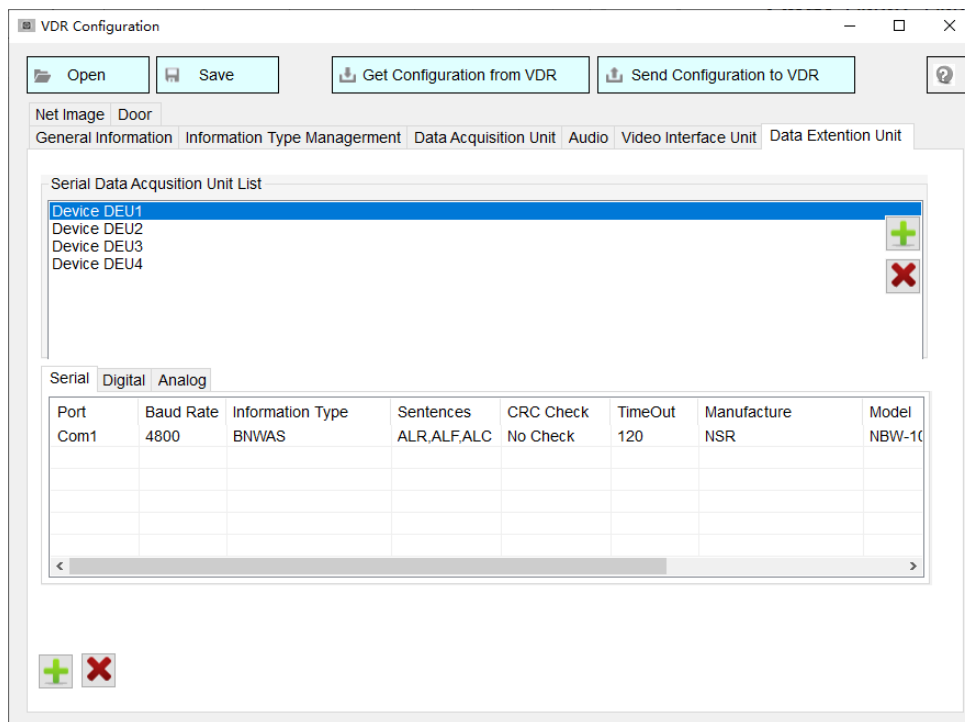 VDR Configuration
Open Save Get Configuration from VDR Send Configuration to VDR
Net Image Door
General Information Information Type Managerment Data Acquisition Unit Audio Video Interface Unit Data Extention Unit
Serial Data Acqusition Unit List
Device DEU1
Device DEU2
Device DEU3
Device DEU4
Serial Digital Analog
Port Baud Rate Information Type Sentences CRC Check TimeOut Manufacture Model
Com1 4800 BNWAS ALR,ALF,ALC No Check 120 NSR NBW-10